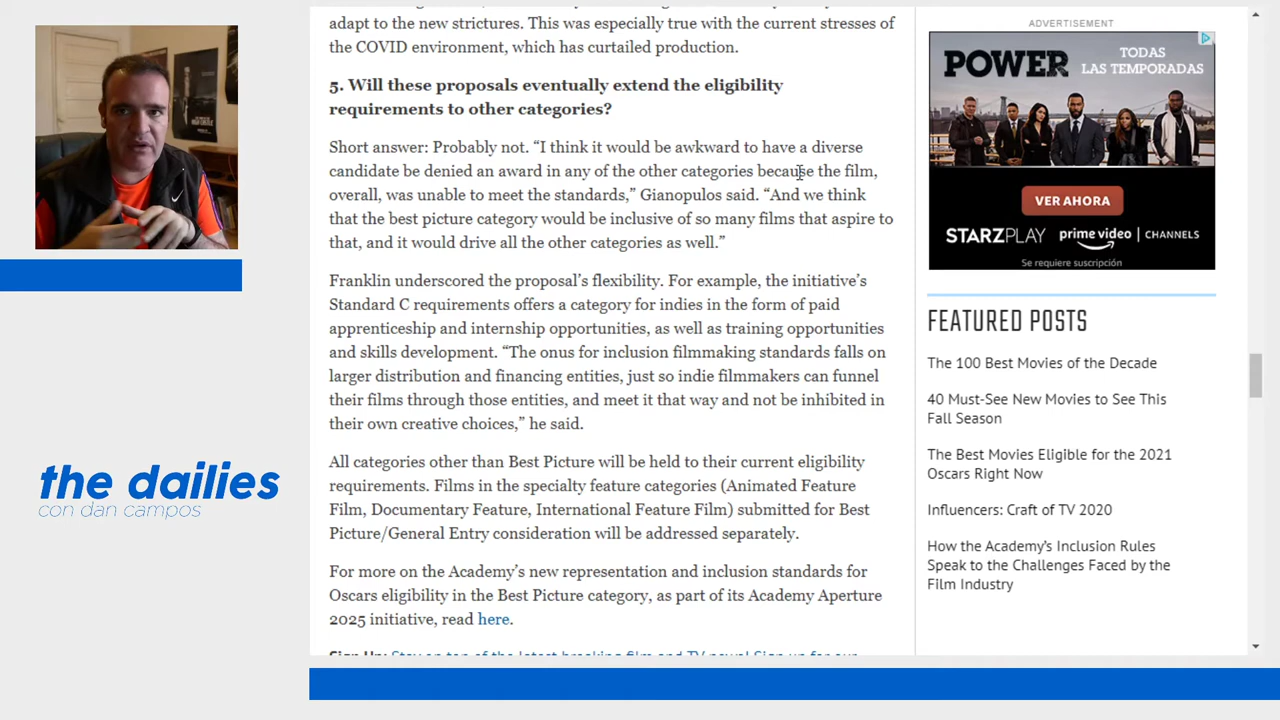 adapt to the new strictures. This was especially true with the current stresses of
the COVID environment, which has curtailed production.
5. Will these proposals eventually extend the eligibility
requirements to other categories?
Short answer: Probably not. “I think it would be awkward to have a diverse
candidate be denied an award in any of the other categories because the film,
overall, was unable to meet the standards,” Gianopulos said. “And we think
that the best picture category would be inclusive of so many films that aspire to
that, and it would drive all the other categories as well.”
Franklin underscored the proposal’s flexibility. For example, the initiative’s
Standard C requirements offers a category for indies in the form of paid
apprenticeship and internship opportunities, as well as training opportunities
and skills development. “The onus for inclusion filmmaking standards falls on
larger distribution and financing entities, just so indie filmmakers can funnel
their films through those entities, and meet it that way and not be inhibited in
their own creative choices,” he said.
All categories other than Best Picture will be held to their current eligibility
requirements. Films in the specialty feature categories (Animated Feature
Film, Documentary Feature, International Feature Film) submitted for Best
Picture/General Entry consideration will be addressed separately.
For more on the Academy’s new representation and inclusion standards for
Oscars eligibility in the Best Picture category, as part of its Academy Aperture
2025 initiative, read here.
ADVERTISEMENT
POWER
TODAS
LAS TEMPORADAS
VER AHORA
STARZPLAY prime video | CHANNELS
Se requiere suscripción
FEATURED POSTS
The 100 Best Movies of the Decade
40 Must-See New Movies to See This
Fall Season
The Best Movies Eligible for the 2021
Oscars Right Now
Influencers: Craft of TV 2020
How the Academy’s Inclusion Rules
Speak to the Challenges Faced by the
Film Industry
the dailies
con dan campos